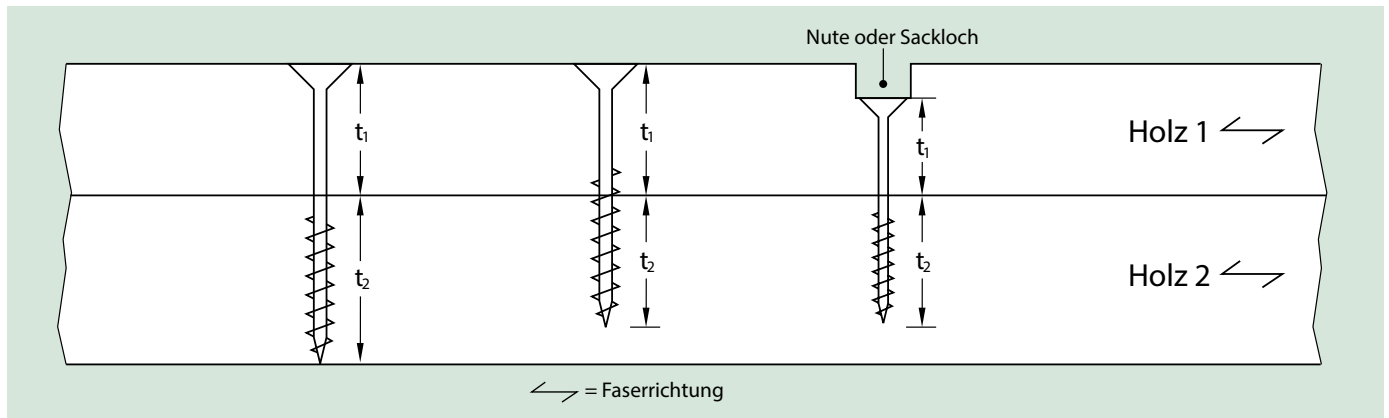 Nute oder Sackloch
t₁
t₁
t₁
Holz 1
t₂
t₂
t₂
Holz 2
= Faserrichtung